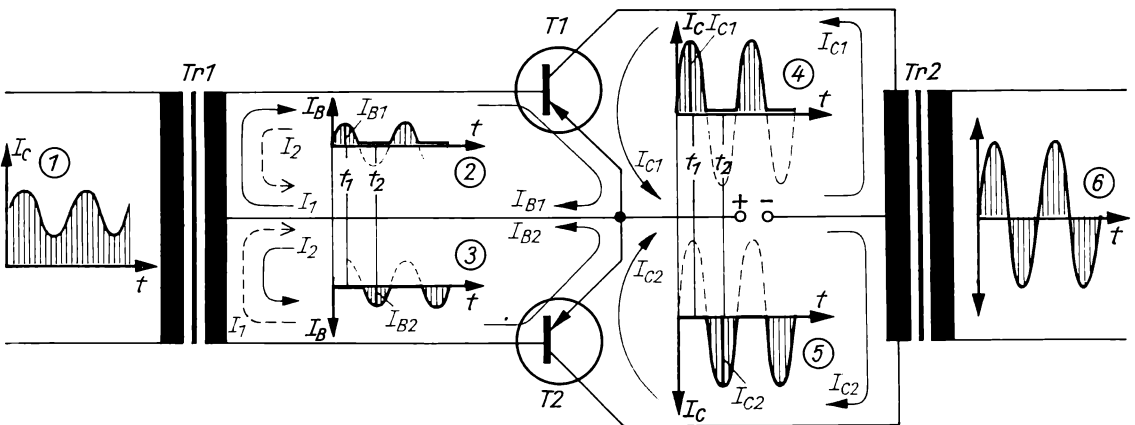 T1
I_C I_C1
I_C1
Tr1
4
Tr2
I_B
I_B1
t
t
I_C
1
I_2
2
t_1
t_2
I_C1
t_1
t_2
6
I_1
I_B1
+ -
t
I_2
I_B2
t
3
I_C2
t
t
I_1
I_B
I_B2
5
T2
I_C
I_C2
I_C2